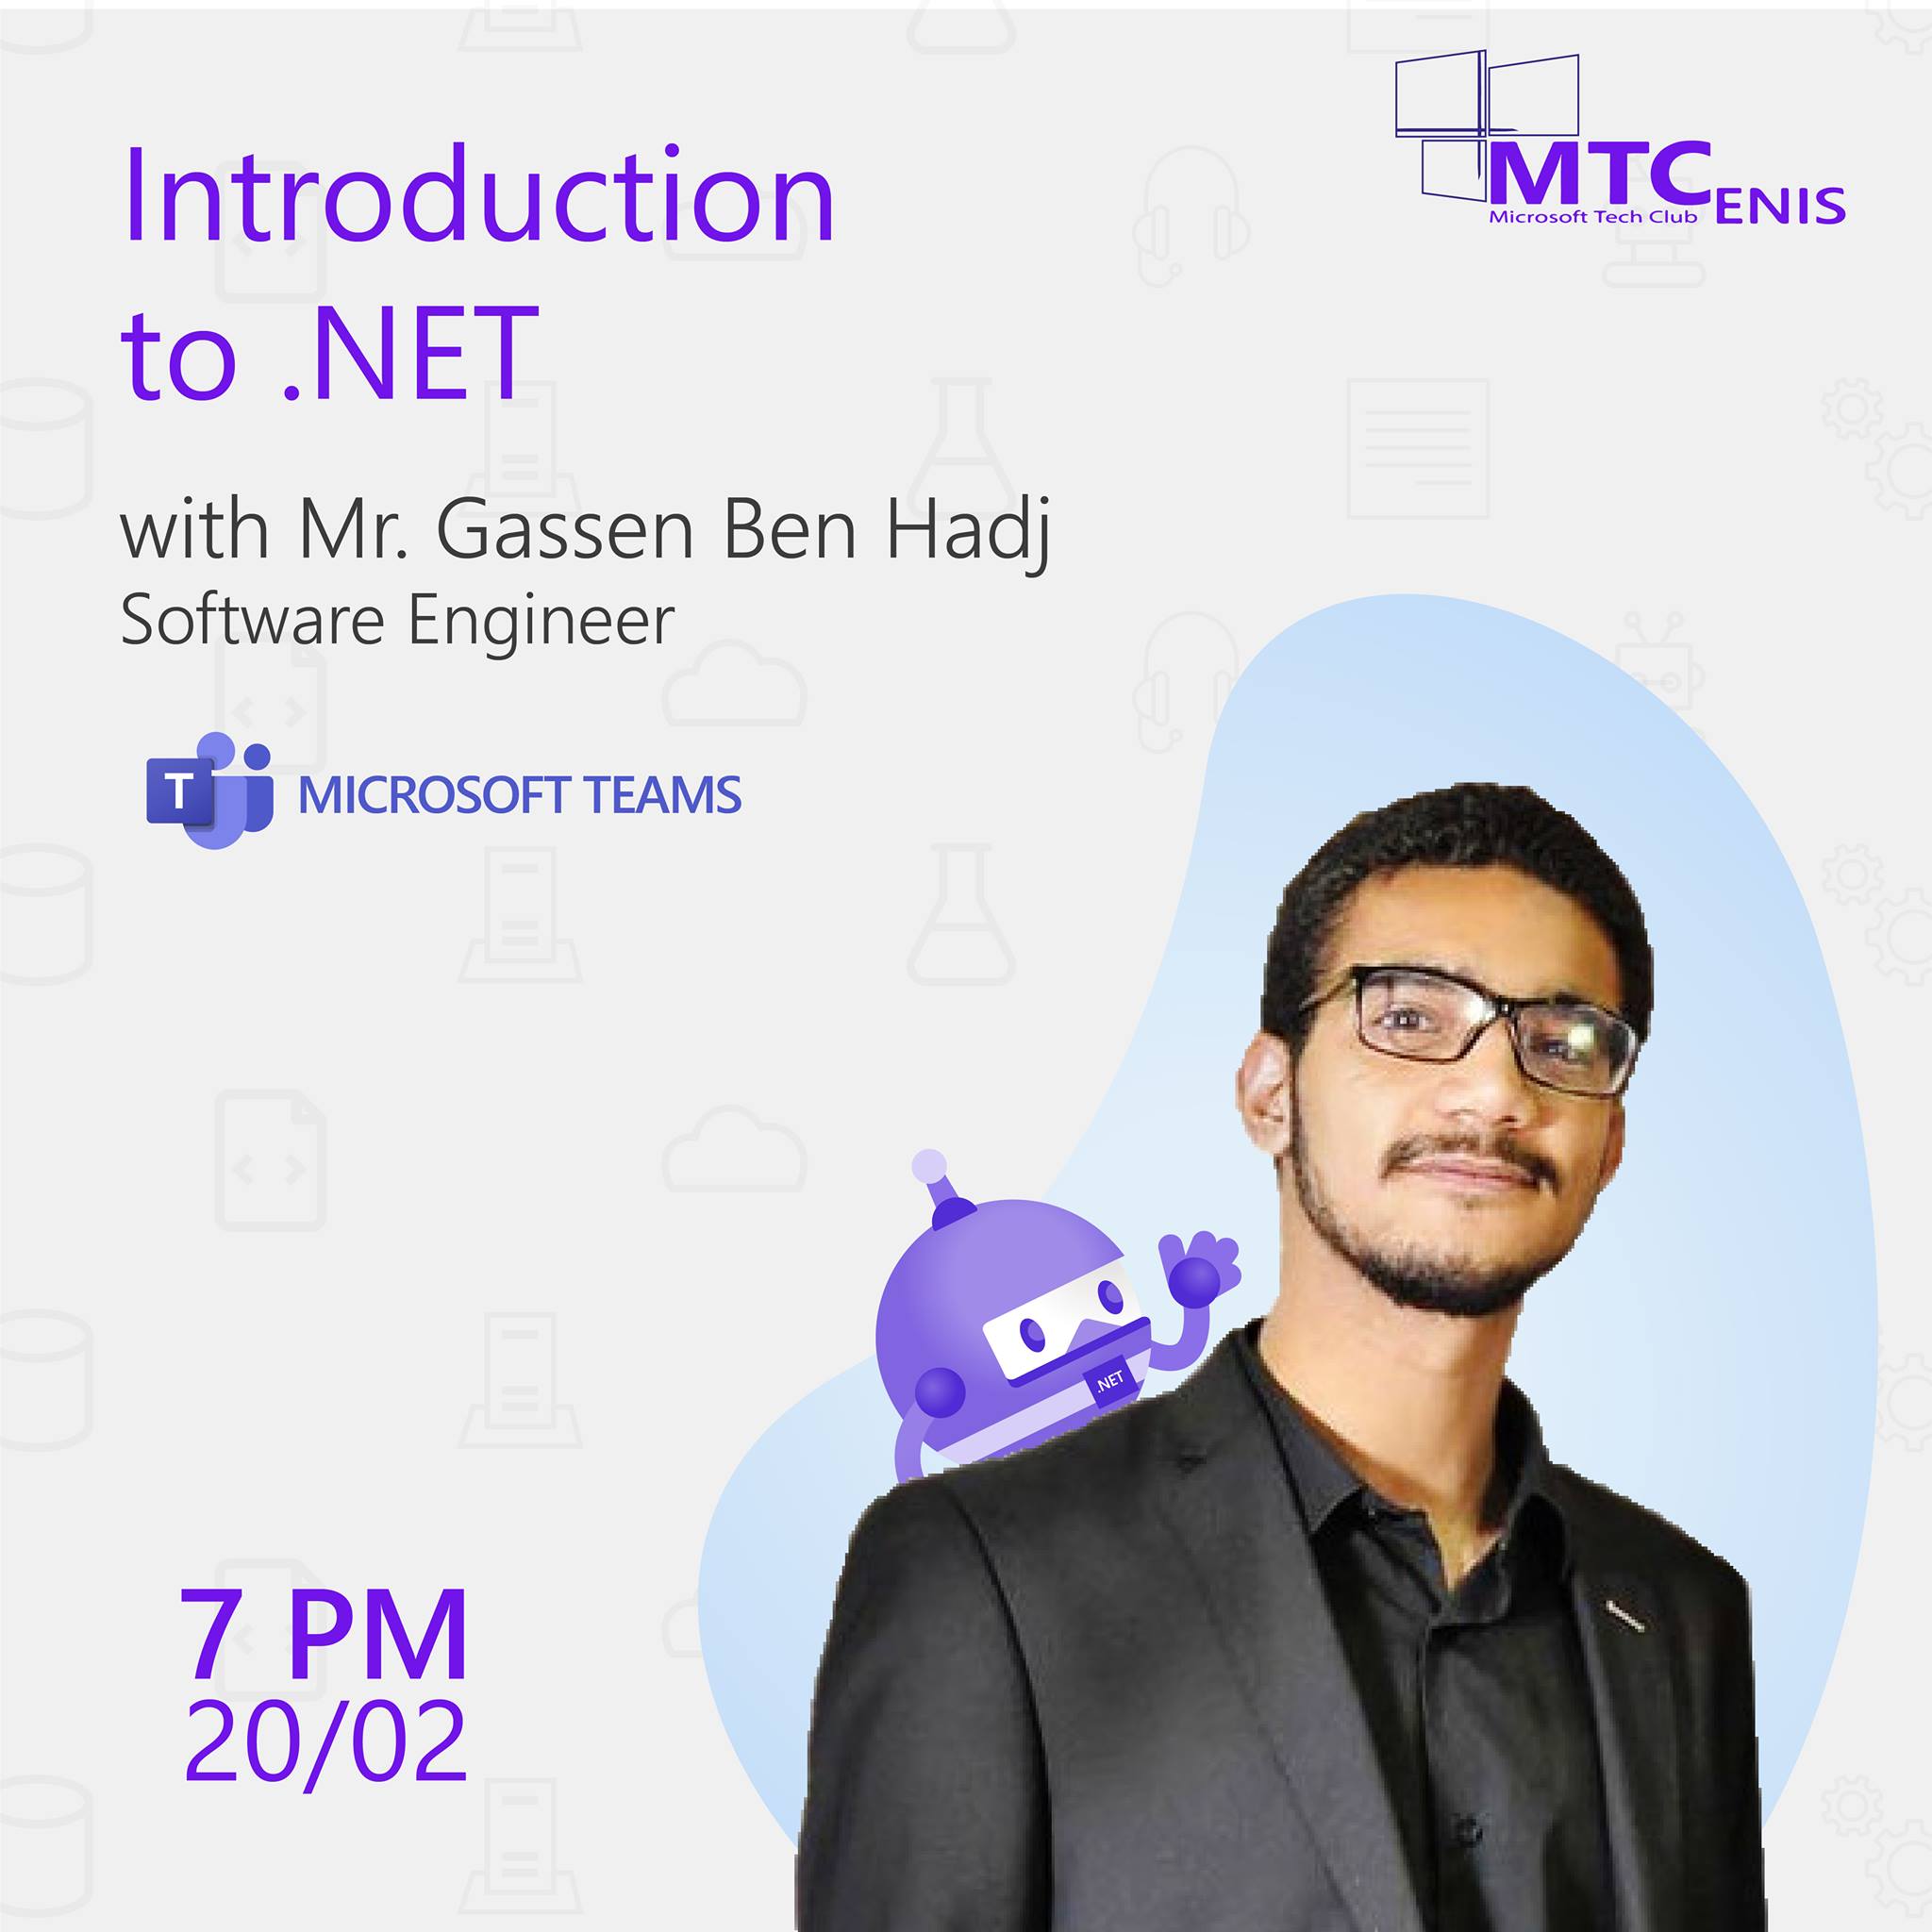 MTC ENIS
Microsoft Tech Club
Introduction
to .NET
with Mr. Gassen Ben Hadj
Software Engineer
T MICROSOFT TEAMS
.NET
7 PM
20/02